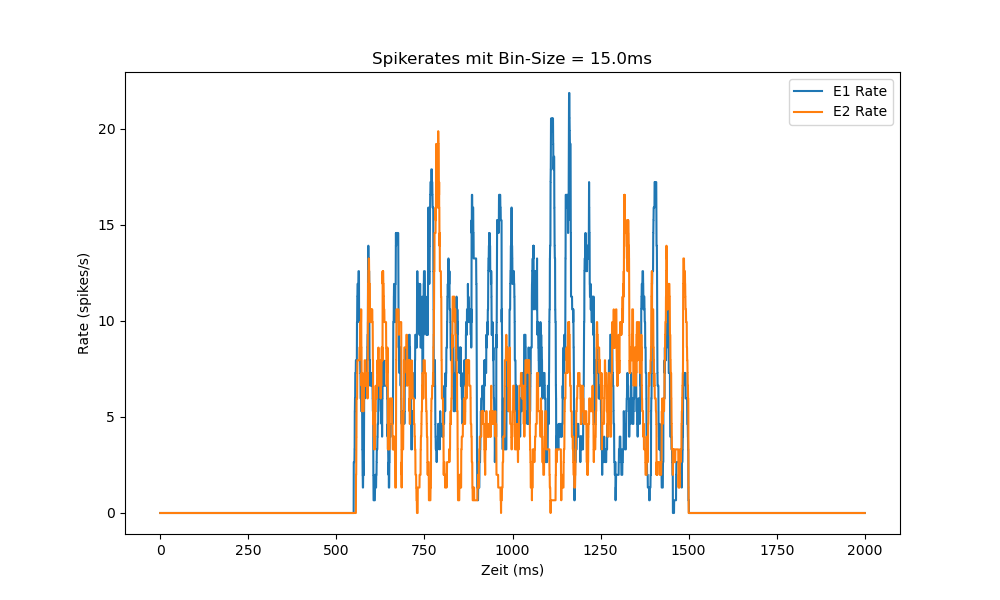 Spikerates mit Bin-Size = 15.0ms
E1 Rate
E2 Rate
20
15
10
5
0
Rate (spikes/s)
0 250 500 750 1000 1250 1500 1750 2000
Zeit (ms)